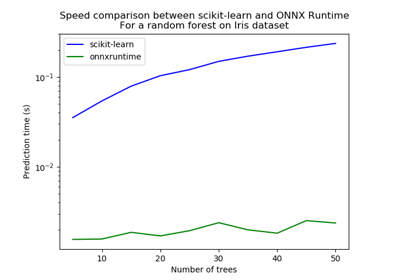 Speed comparison between scikit-learn and ONNX Runtime
For a random forest on Iris dataset
scikit-learn
onnxruntime
10⁻¹
10⁻²
Prediction time (s)
10 20 30 40 50
Number of trees